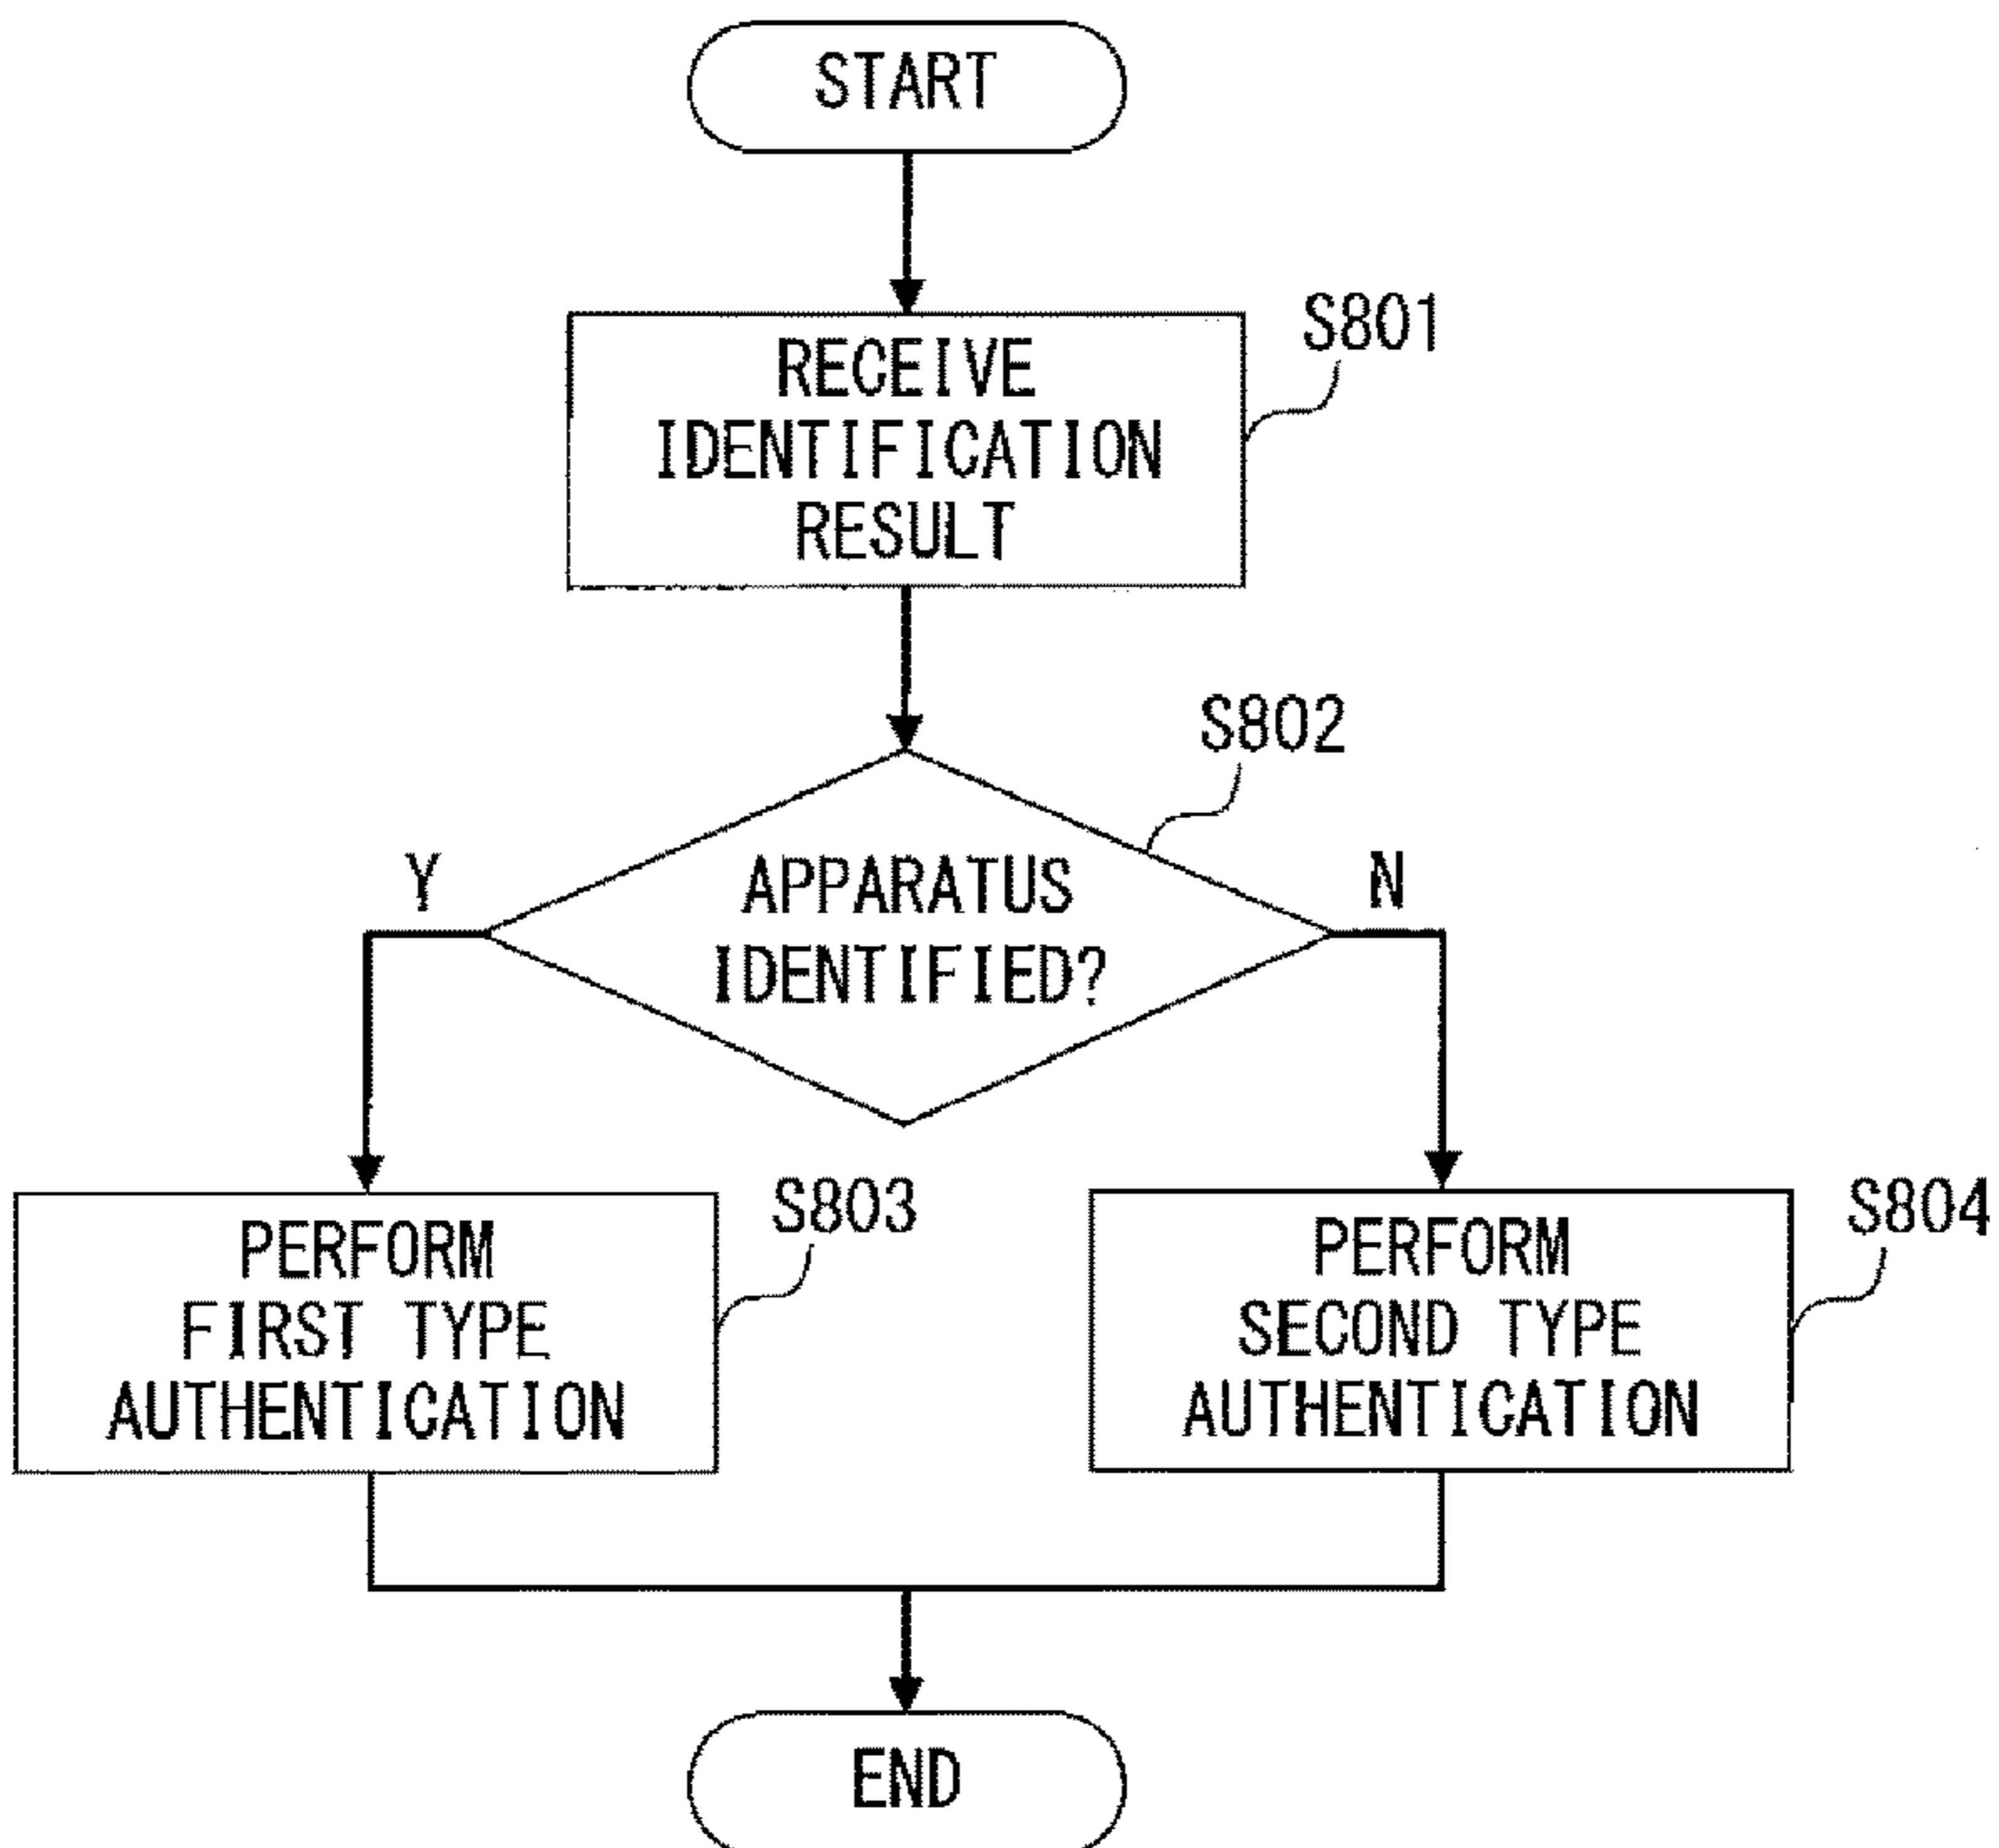 START
S801
RECEIVE
IDENTIFICATION
RESULT
S802
Y
N
APPARATUS
IDENTIFIED?
S803
PERFORM
FIRST TYPE
AUTHENTICATION
S804
PERFORM
SECOND TYPE
AUTHENTICATION
END